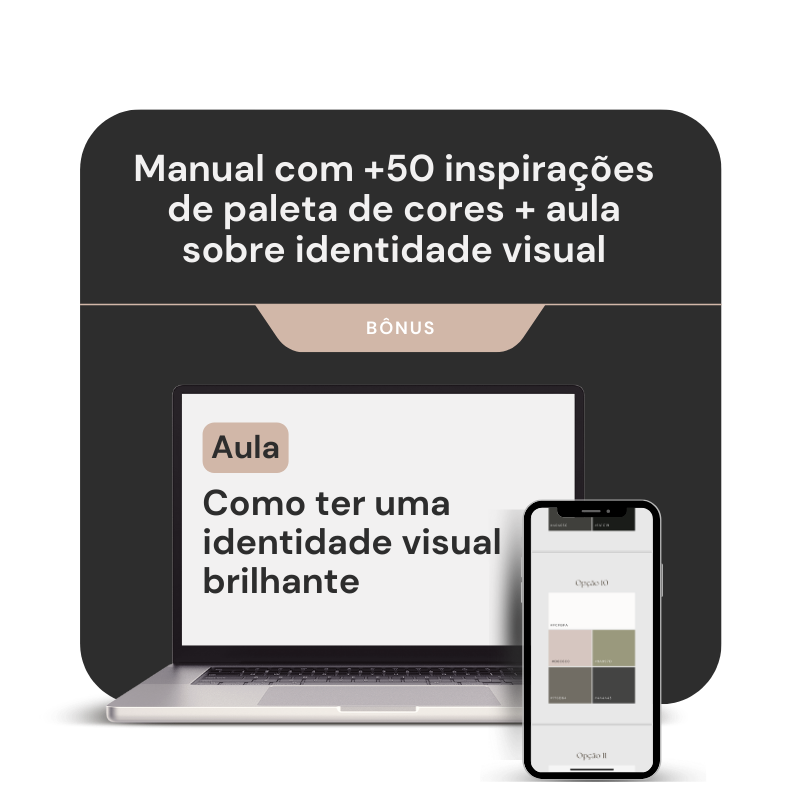 Manual com +50 inspirações
de paleta de cores + aula
sobre identidade visual
BÔNUS
Aula
Como ter uma
identidade visual
brilhante
Opção 10
Opção 11